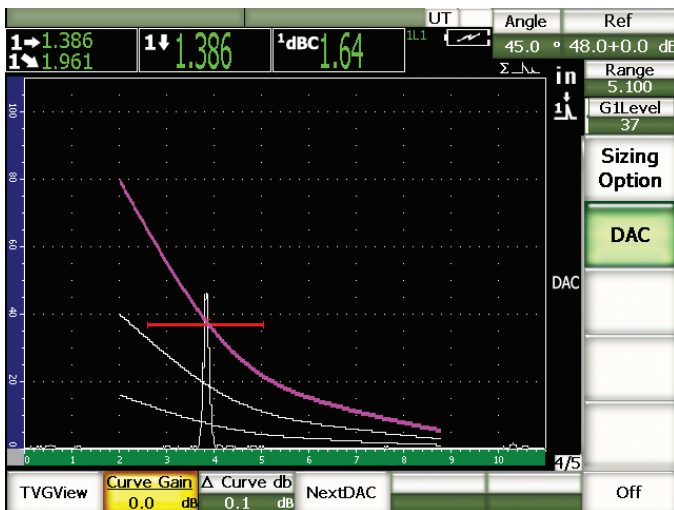 UT Angle Ref
1→1.386 1↓ 1.386 1dBC 1.64 1L1 45.0 ° 48.0+0.0 dB
1↘1.961
in Range
5.100
1 G1Level
37
Sizing
Option
DAC
DAC
100
80
60
40
20
0
0 1 2 3 4 5 6 7 8 9 10 4/5
TVGView Curve Gain Δ Curve db NextDAC Off
0.0 dB 0.1 dB